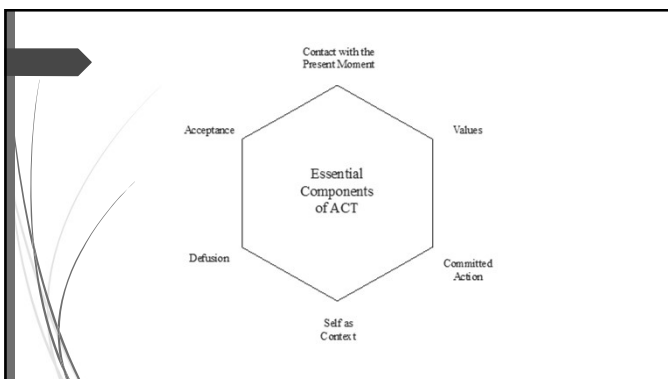 Contact with the
Present Moment
Acceptance
Values
Essential
Components
of ACT
Defusion
Committed
Action
Self as
Context